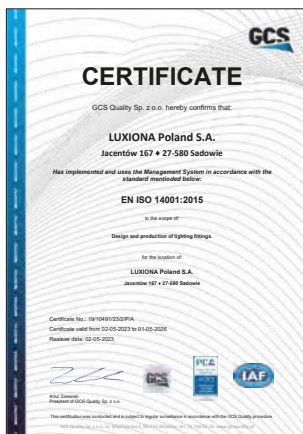 GCS
CERTIFICATE
GCS Quality Sp. z o.o. hereby confirms that:
LUXIONA Poland S.A.
Jacentów 167 ♦ 27-580 Sadowie
Has implemented and uses the Management System in accordance with the
standard mentioded below:
EN ISO 14001:2015
in the scope of:
Design and production of lighting fittings.
for the location of:
LUXIONA Poland S.A.
Jacentów 167 ♦ 27-580 Sadowie
Certificate No.: 19/10491/23/2/P/A
Certificate valid from 02-05-2023 to 01-05-2026
Realase date: 02-05-2023
GCS
PCA
IAF
Artur Zalewski
President of GCS Quality Sp. z o.o.
This certification was conducted and is subject to regular surveillance in accordance with the GCS Quality procedure